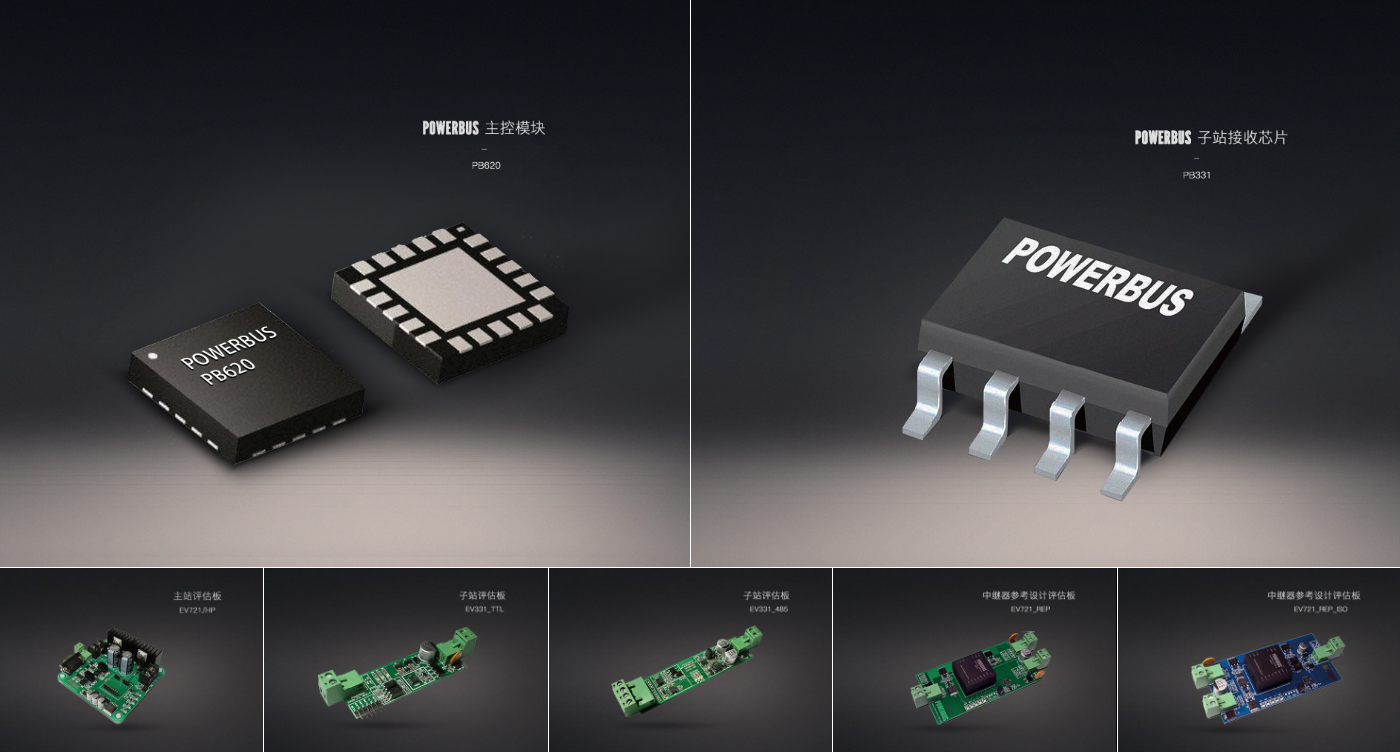 POWERBUS 主控模块
PB620
POWERBUS
PB620
POWERBUS 子站接收芯片
PB331
POWERBUS
主站评估板
EV721/HP
子站评估板
EV331_TTL
子站评估板
EV331_485
中继器参考设计评估板
EV721_REP
中继器参考设计评估板
EV721_REP_ISO